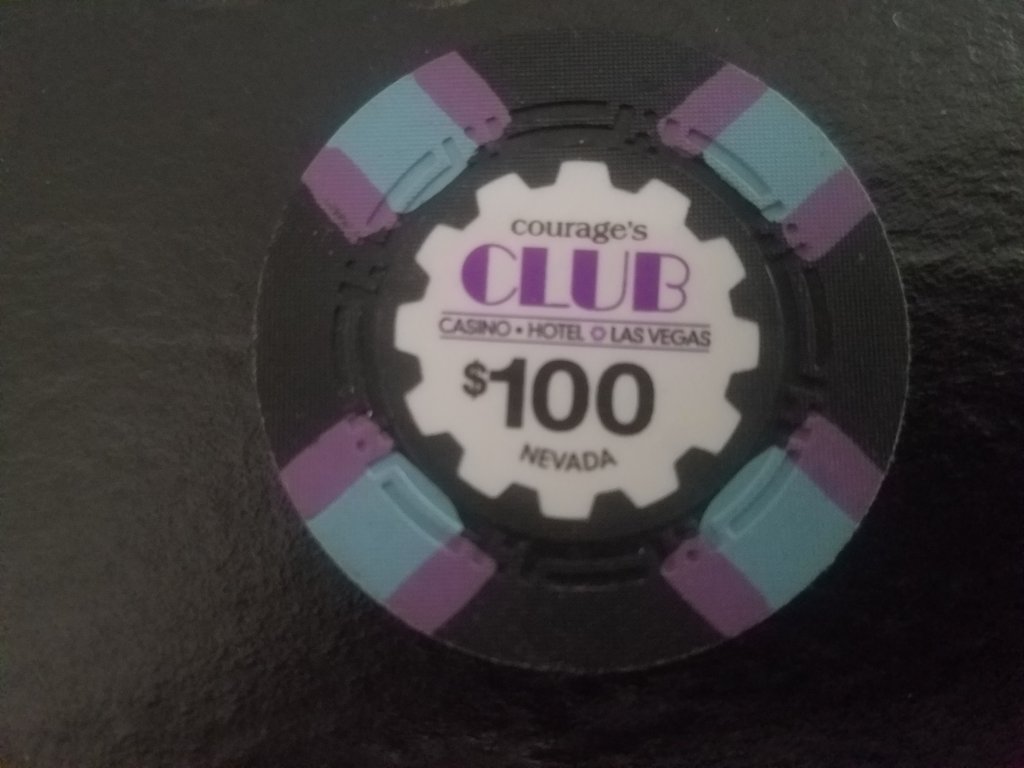 courage's
CLUB
CASINO • HOTEL ✪ LAS VEGAS
$100
NEVADA